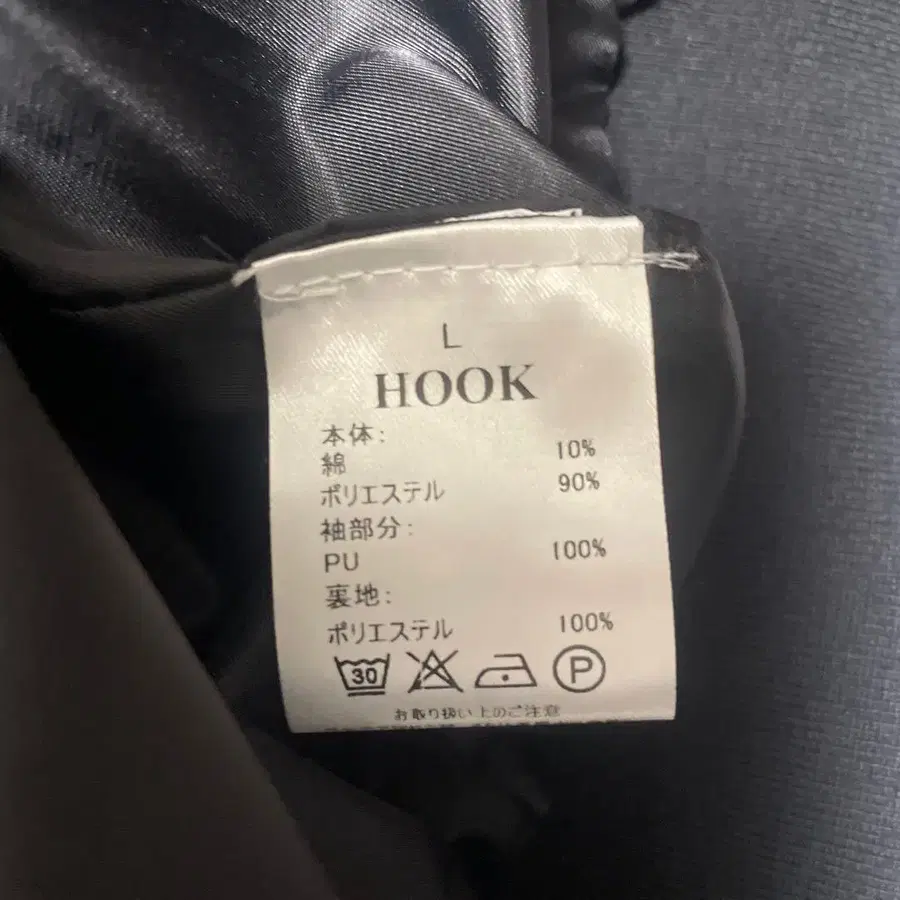 L
HOOK
本体:
綿 10%
ポリエステル 90%
袖部分:
PU 100%
裏地:
ポリエステル 100%
30 P
お取り扱い上のご注意